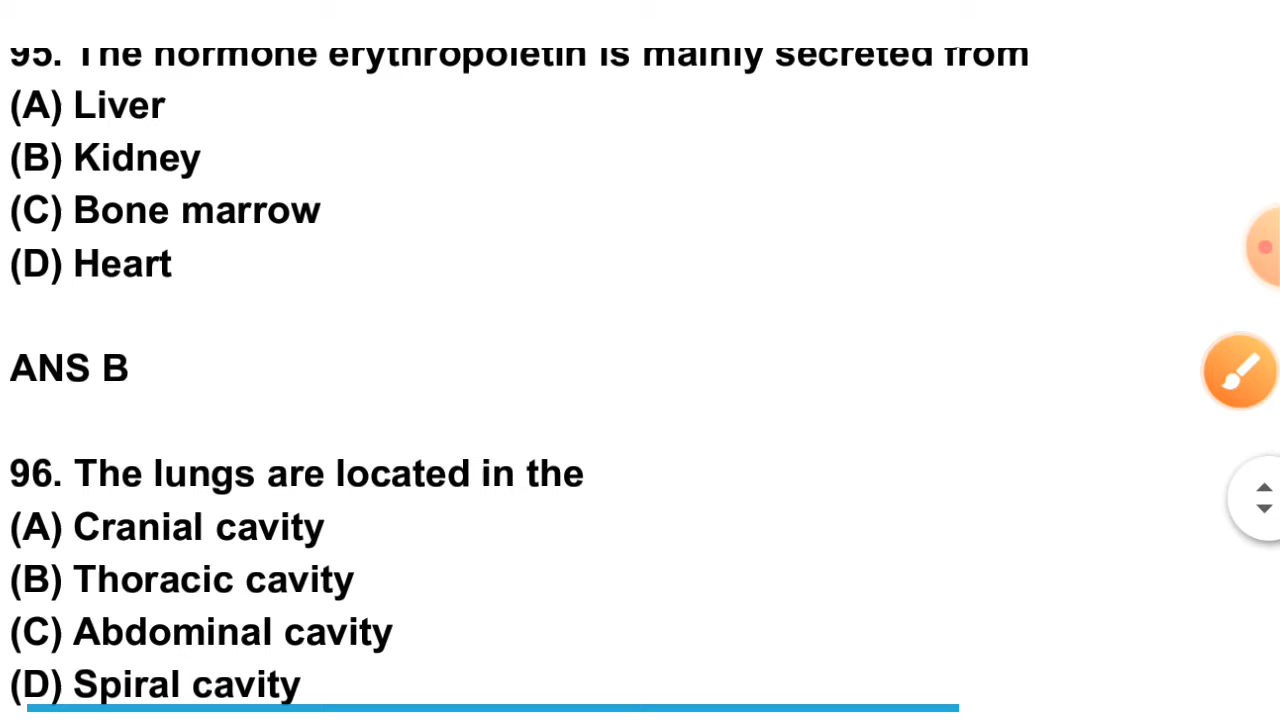 95. The hormone erythropoietin is mainly secreted from
(A) Liver
(B) Kidney
(C) Bone marrow
(D) Heart
ANS B
96. The lungs are located in the
(A) Cranial cavity
(B) Thoracic cavity
(C) Abdominal cavity
(D) Spiral cavity